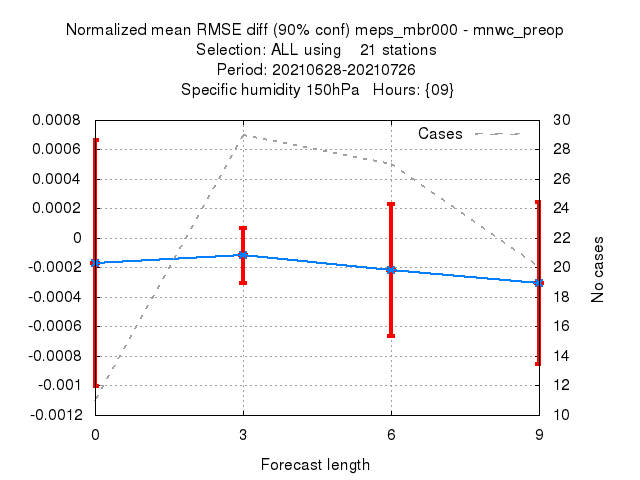 Normalized mean RMSE diff (90% conf) meps_mbr000 - mnwc_preop
Selection: ALL using    21 stations
Period: 20210628-20210726
Specific humidity 150hPa   Hours: {09}
0.0008 30
Cases
0.0006 28
0.0004 26
0.0002 24
0 22
-0.0002 20
-0.0004 18
-0.0006 16
-0.0008 14
-0.001 12
-0.0012 10
No cases
0 3 6 9
Forecast length